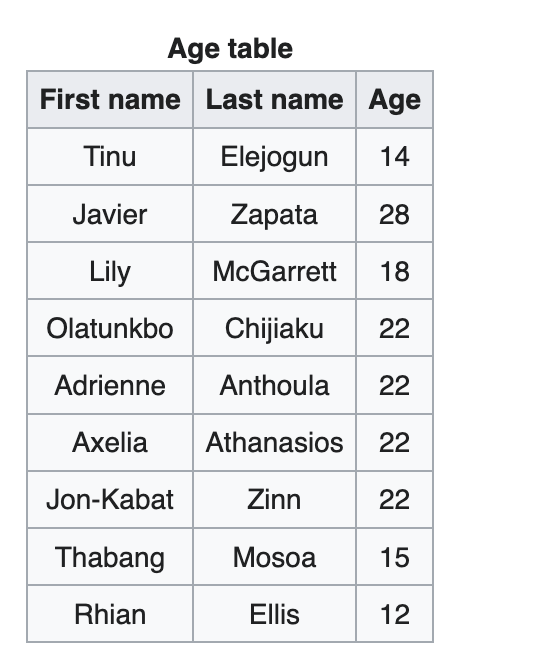 Age table
First name Last name Age
Tinu Elejogun 14
Javier Zapata 28
Lily McGarrett 18
Olatunkbo Chijiaku 22
Adrienne Anthoula 22
Axelia Athanasios 22
Jon-Kabat Zinn 22
Thabang Mosoa 15
Rhian Ellis 12